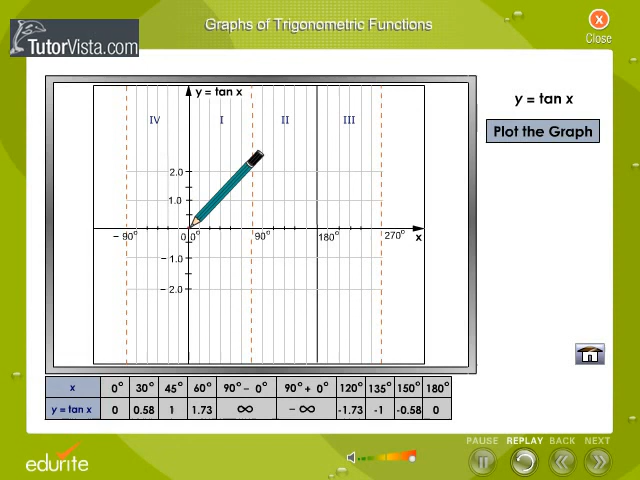 Graphs of Trigonometric Functions
X
Close
TutorVista.com
y = tan x
IV I II III
y = tan x
Plot the Graph
2.0
1.0
− 90° 0 0° 90° 180° 270° x
− 1.0
− 2.0
x 0° 30° 45° 60° 90° − 0° 90° + 0° 120° 135° 150° 180°
y = tan x 0 0.58 1 1.73 ∞ − ∞ -1.73 -1 -0.58 0
PAUSE REPLAY BACK NEXT
edurite